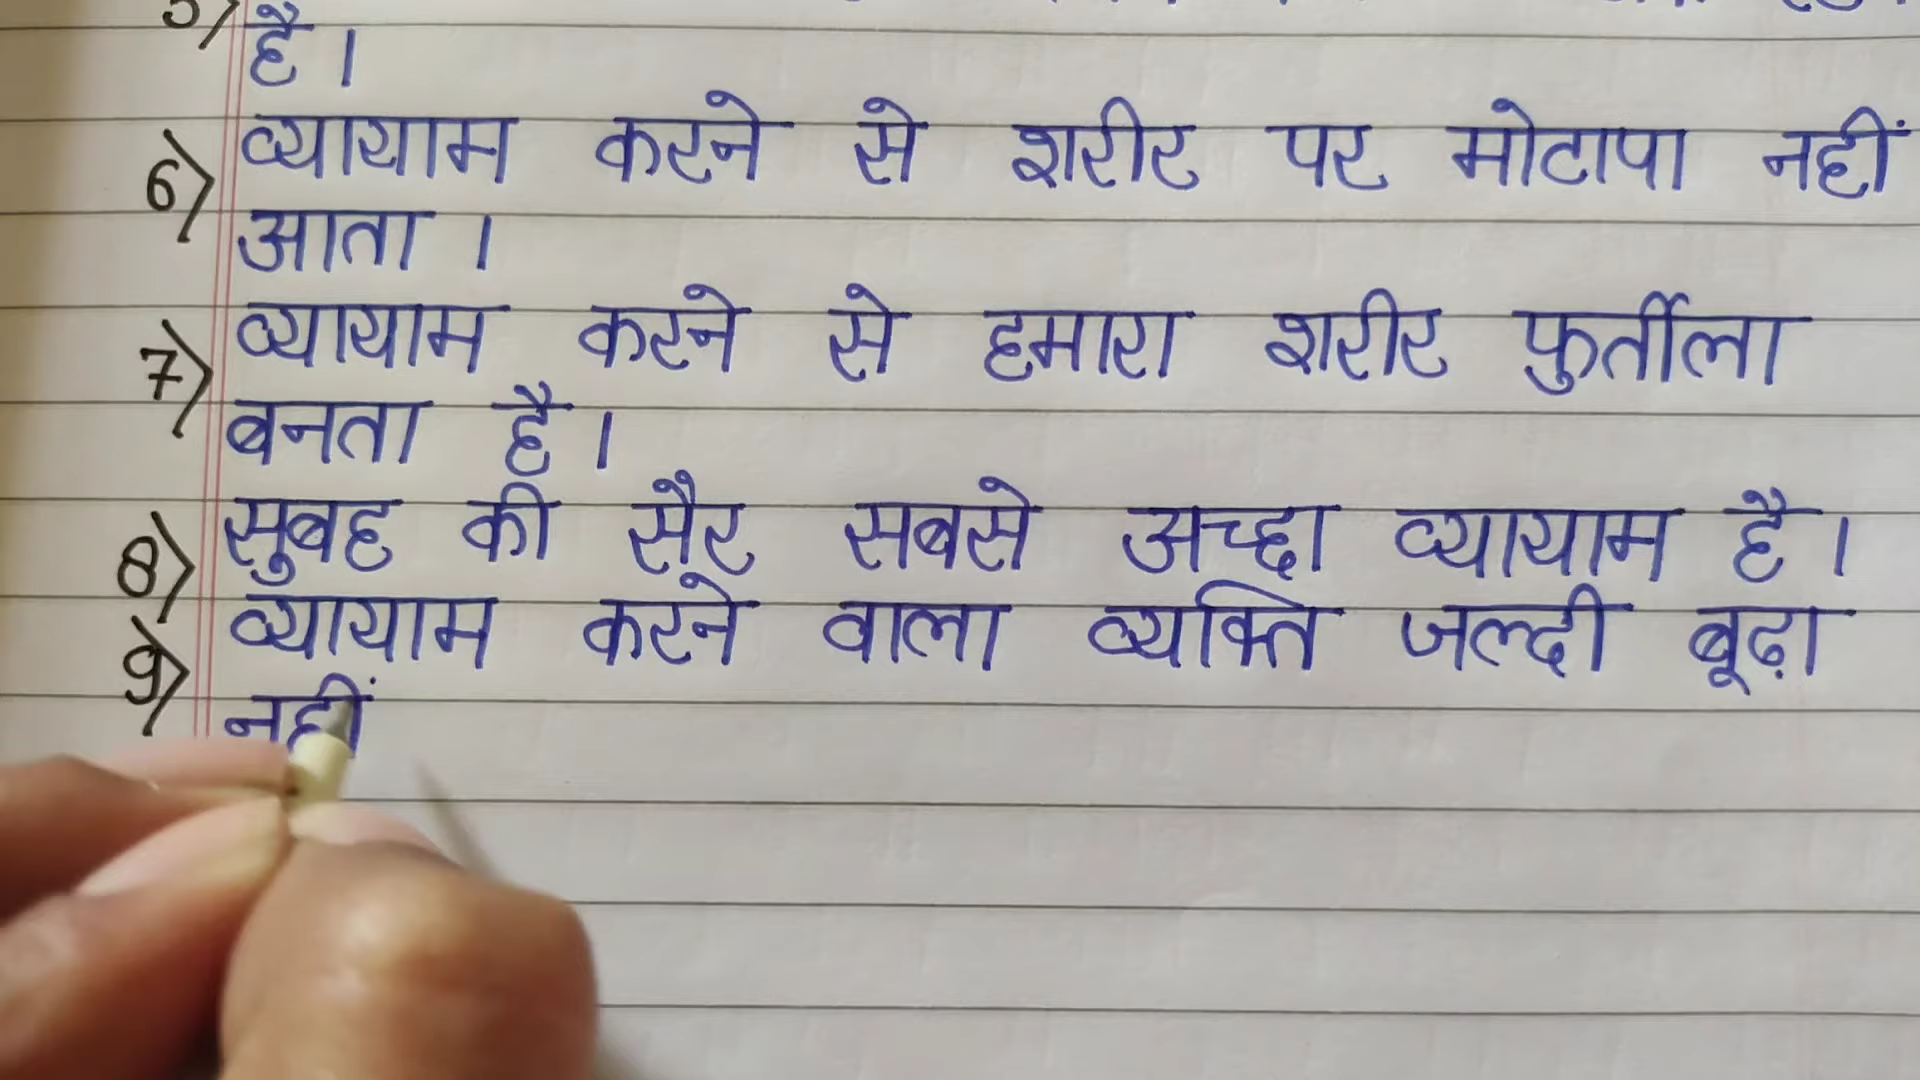 5) है।
6) व्यायाम करने से शरीर पर मोटापा नहीं
आता ।
7) व्यायाम करने से हमारा शरीर फुर्तीला
बनता है।
8) सुबह की सैर सबसे अच्छा व्यायाम है।
9) व्यायाम करने वाला व्यक्ति जल्दी बूढ़ा
नहीं